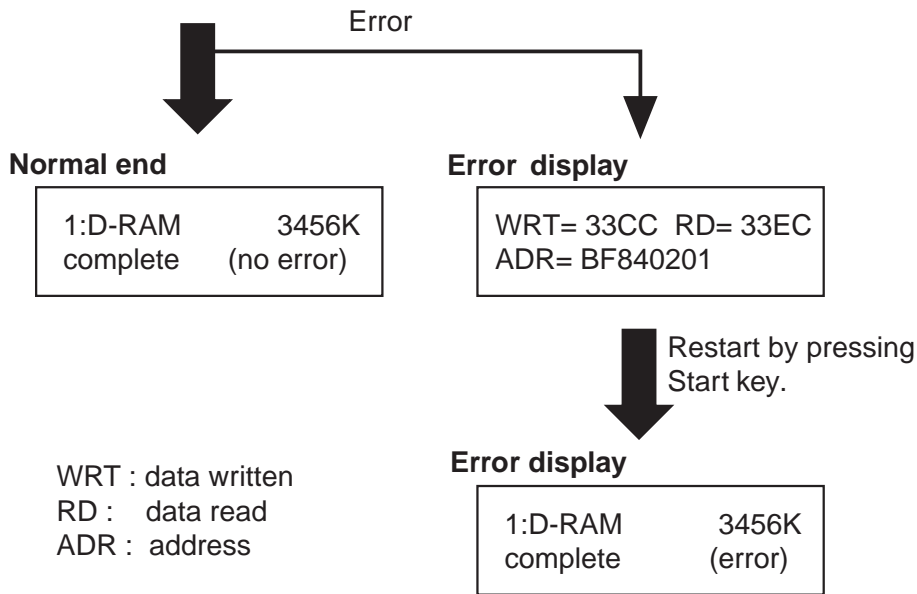 Error
Normal end
1:D-RAM 3456K
complete (no error)
Error display
WRT= 33CC RD= 33EC
ADR= BF840201
Restart by pressing
Start key.
Error display
1:D-RAM 3456K
complete (error)
WRT : data written
RD : data read
ADR : address